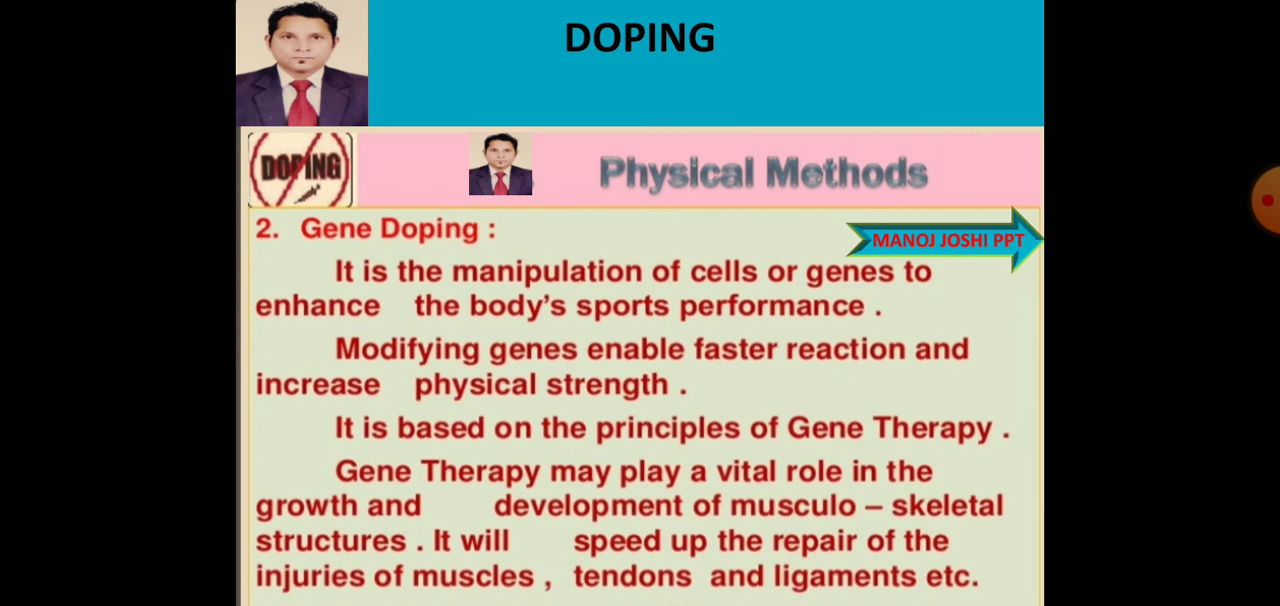 DOPING
DOPING
Physical Methods
2. Gene Doping :
MANOJ JOSHI PPT
It is the manipulation of cells or genes to
enhance the body's sports performance .
Modifying genes enable faster reaction and
increase physical strength .
It is based on the principles of Gene Therapy .
Gene Therapy may play a vital role in the
growth and development of musculo – skeletal
structures . It will speed up the repair of the
injuries of muscles , tendons and ligaments etc.